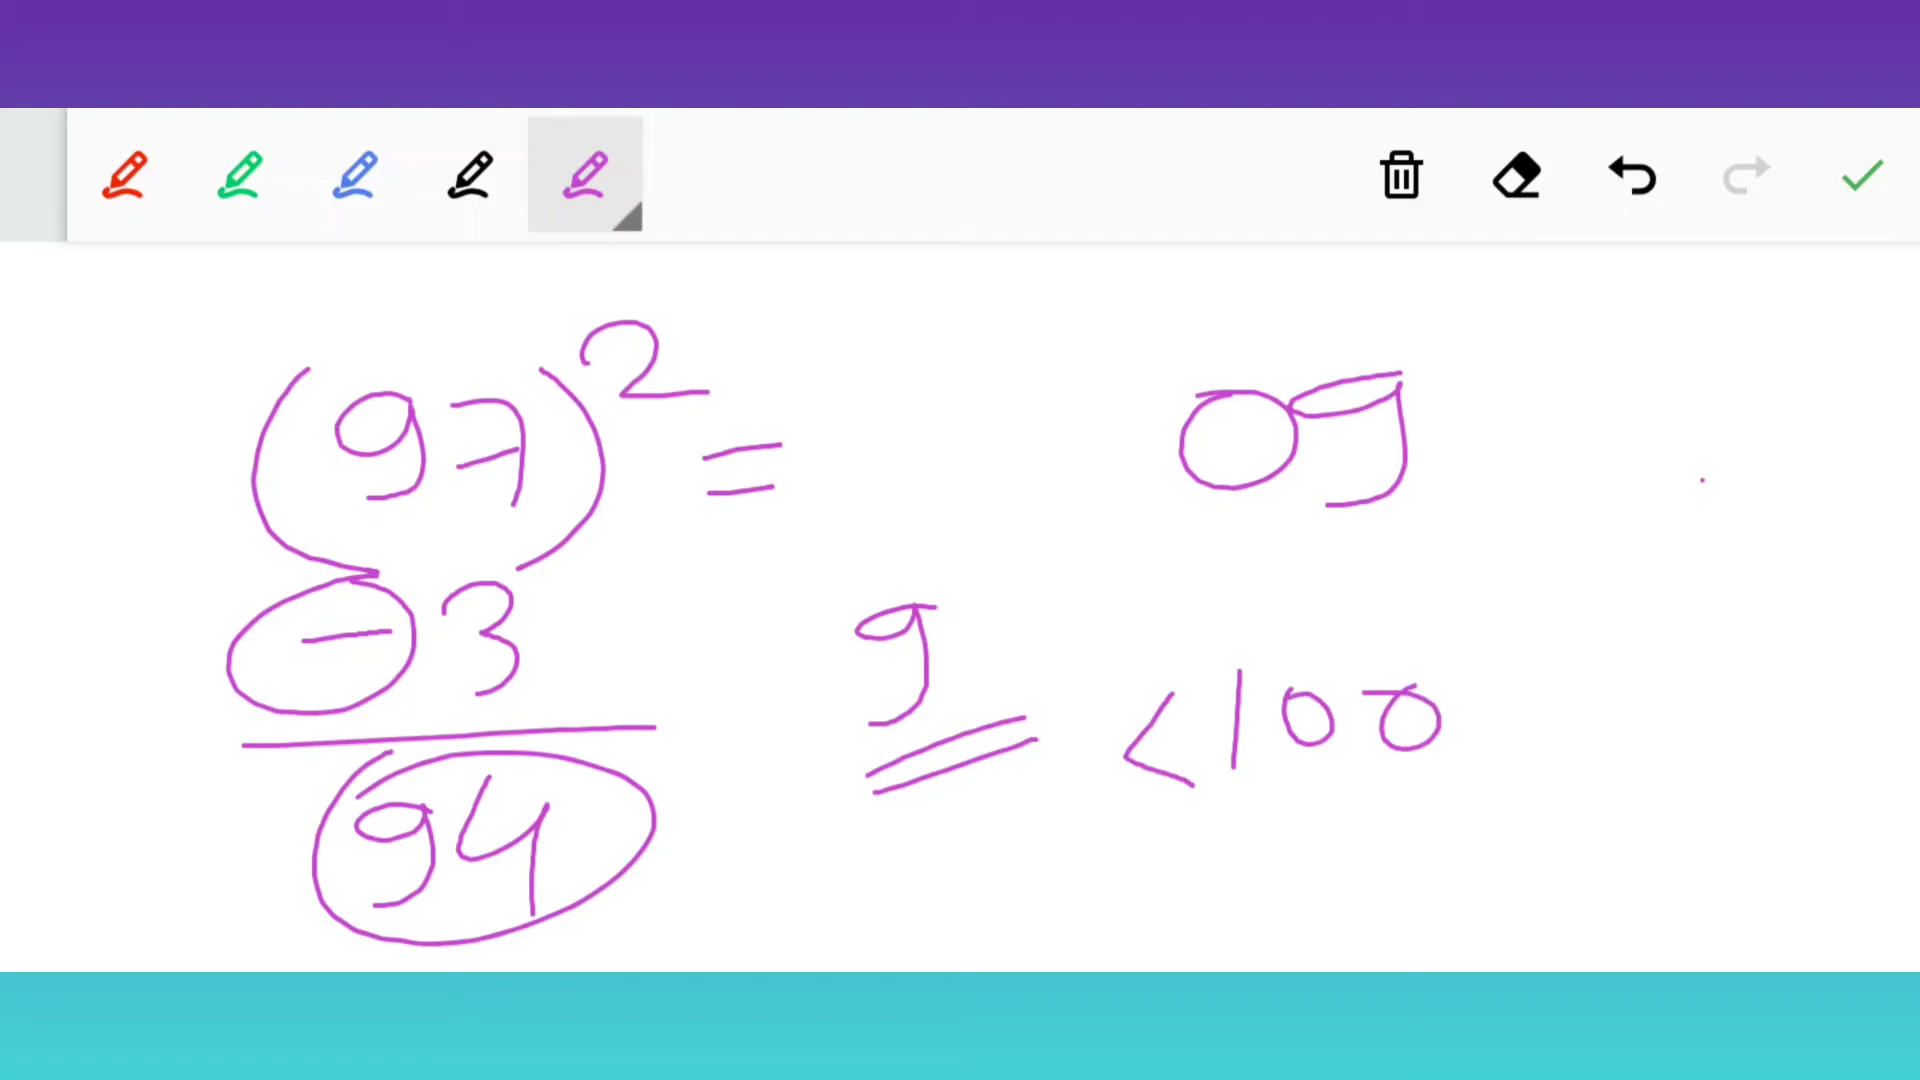 (97)² = 09
- 3
9
< 100
94